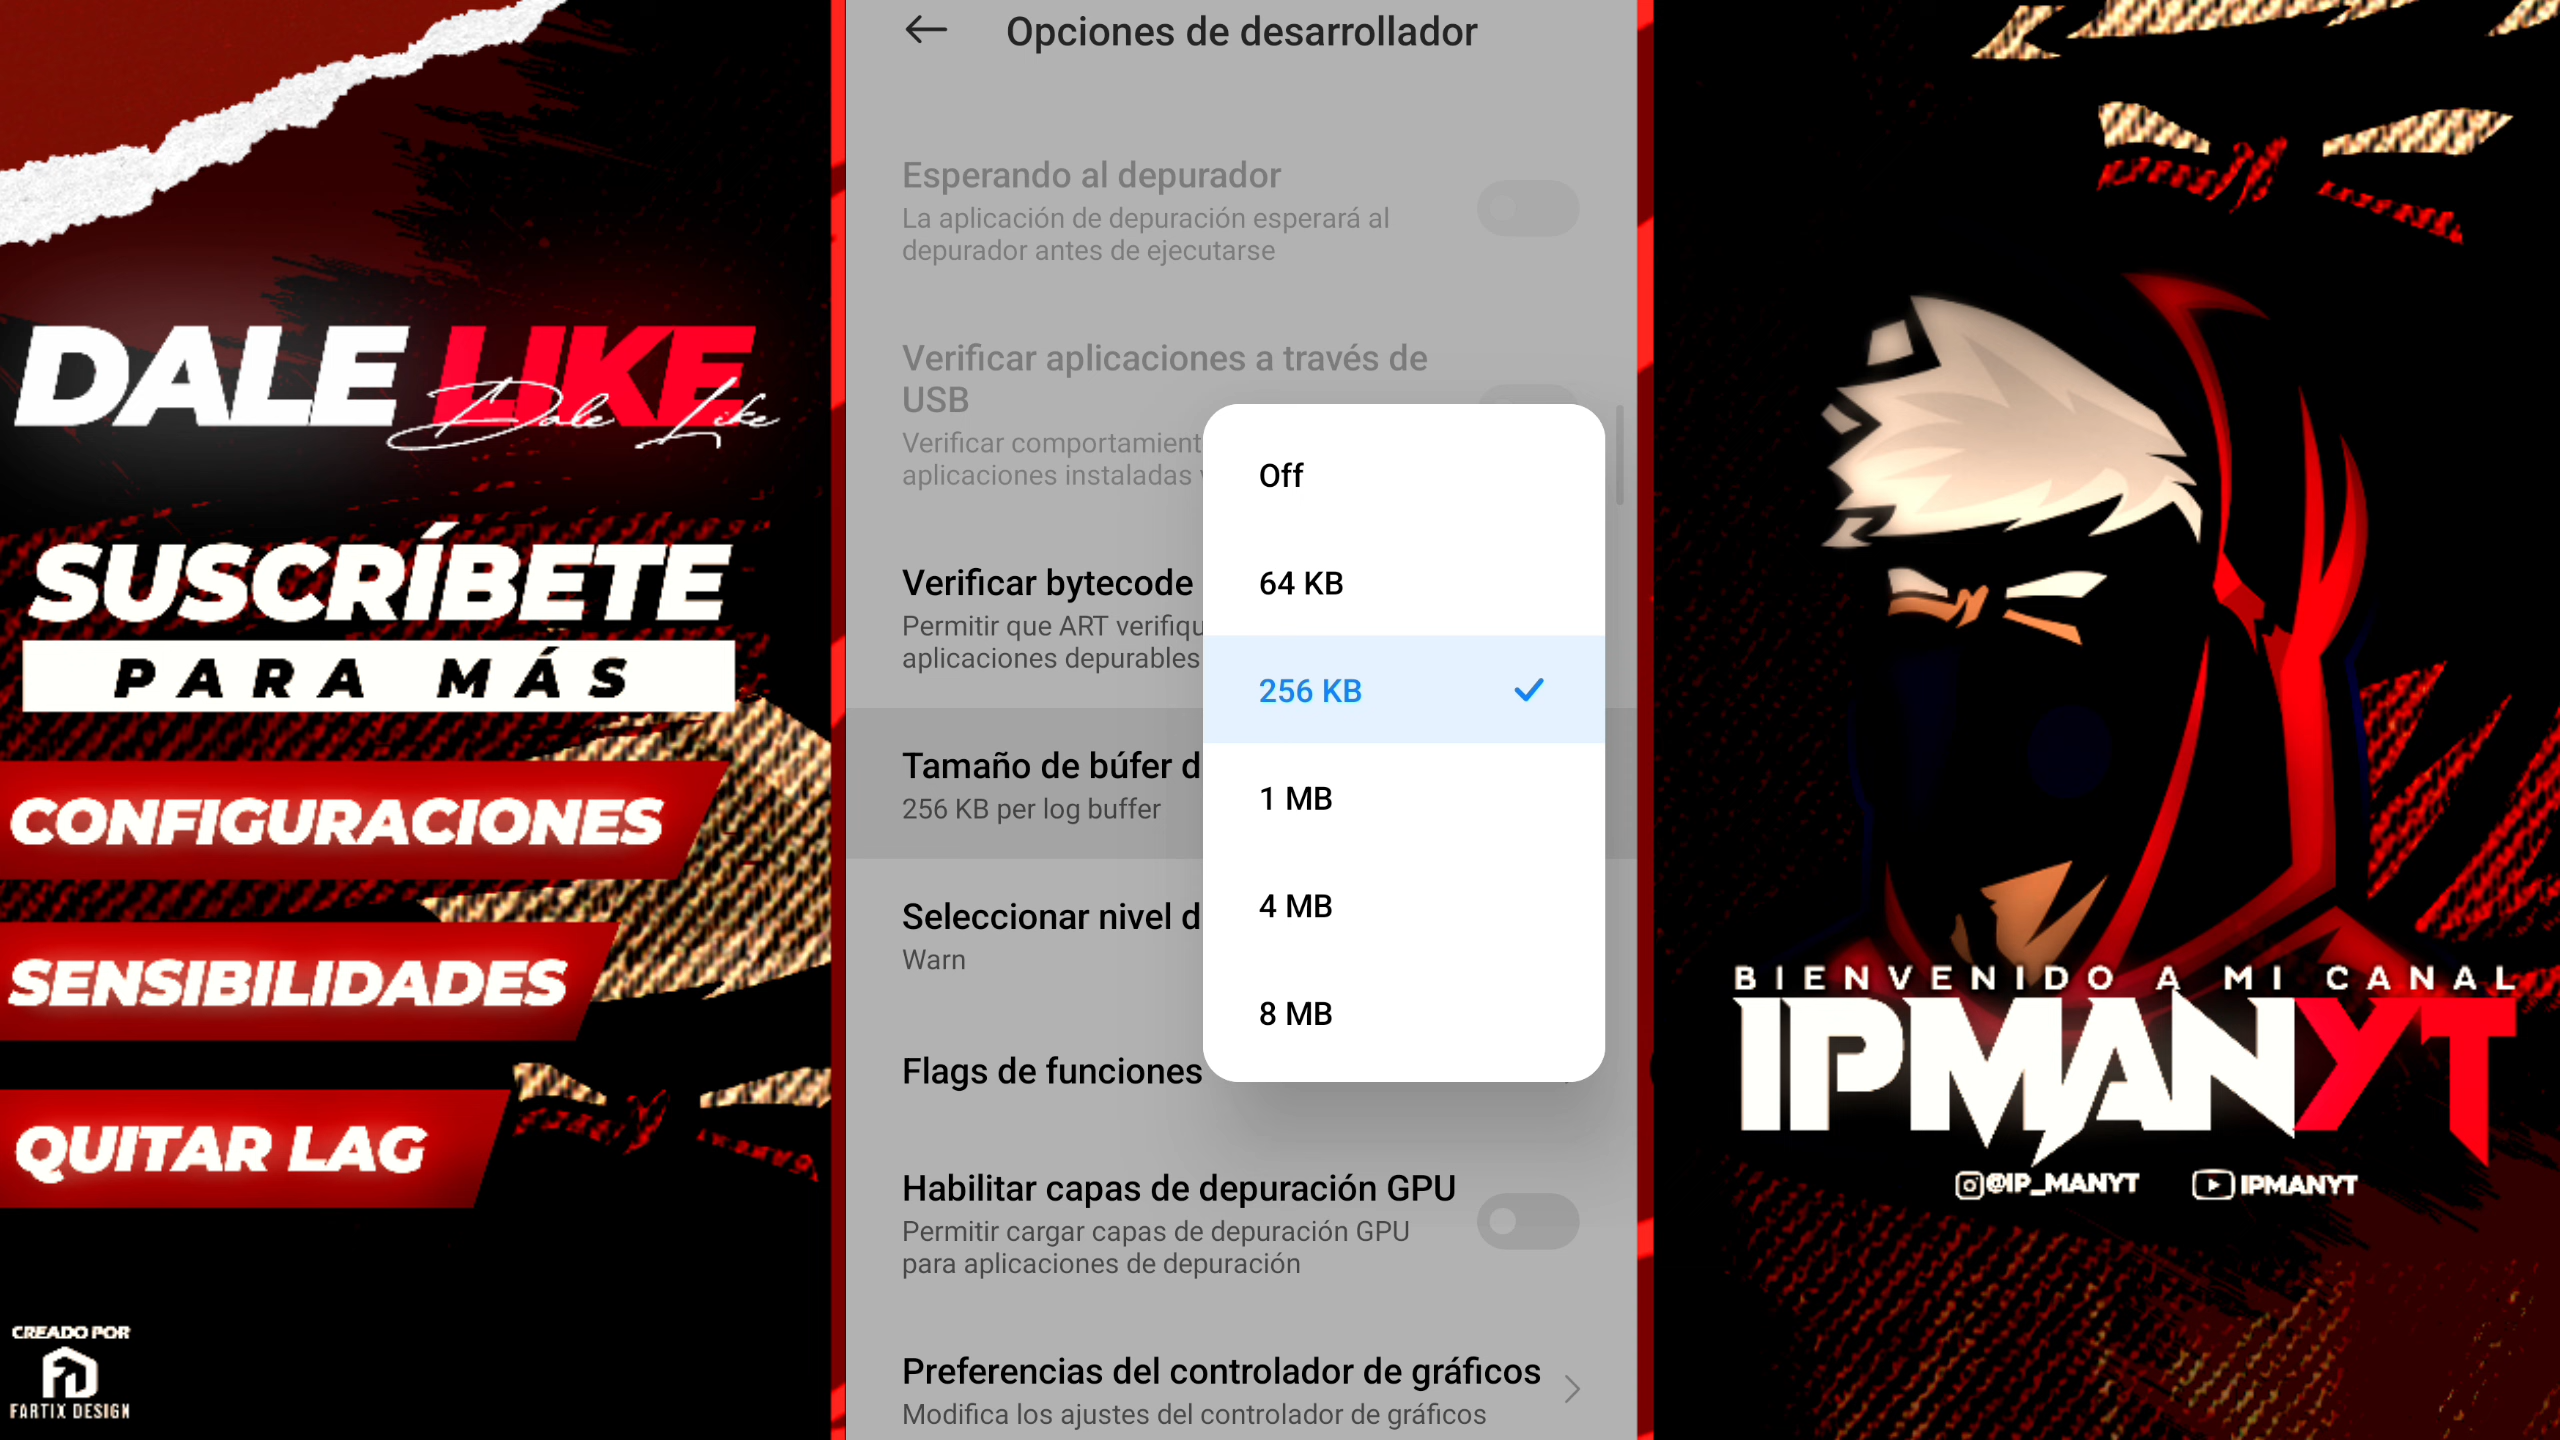 DALE LIKE
Dale Like
SUSCRÍBETE
PARA MÁS
CONFIGURACIONES
SENSIBILIDADES
QUITAR LAG
CREADO POR
FARTIX DESIGN
Opciones de desarrollador
Esperando al depurador
La aplicación de depuración esperará al
depurador antes de ejecutarse
Verificar aplicaciones a través de
USB
Verificar comportamient
aplicaciones instaladas
Verificar bytecode
Permitir que ART verifiqu
aplicaciones depurables
Tamaño de búfer d
256 KB per log buffer
Seleccionar nivel d
Warn
Flags de funciones
Habilitar capas de depuración GPU
Permitir cargar capas de depuración GPU
para aplicaciones de depuración
Preferencias del controlador de gráficos
Modifica los ajustes del controlador de gráficos
Off
64 KB
256 KB
1 MB
4 MB
8 MB
BIENVENIDO A MI CANAL
IPMANYT
@IP_MANYT
IPMANYT